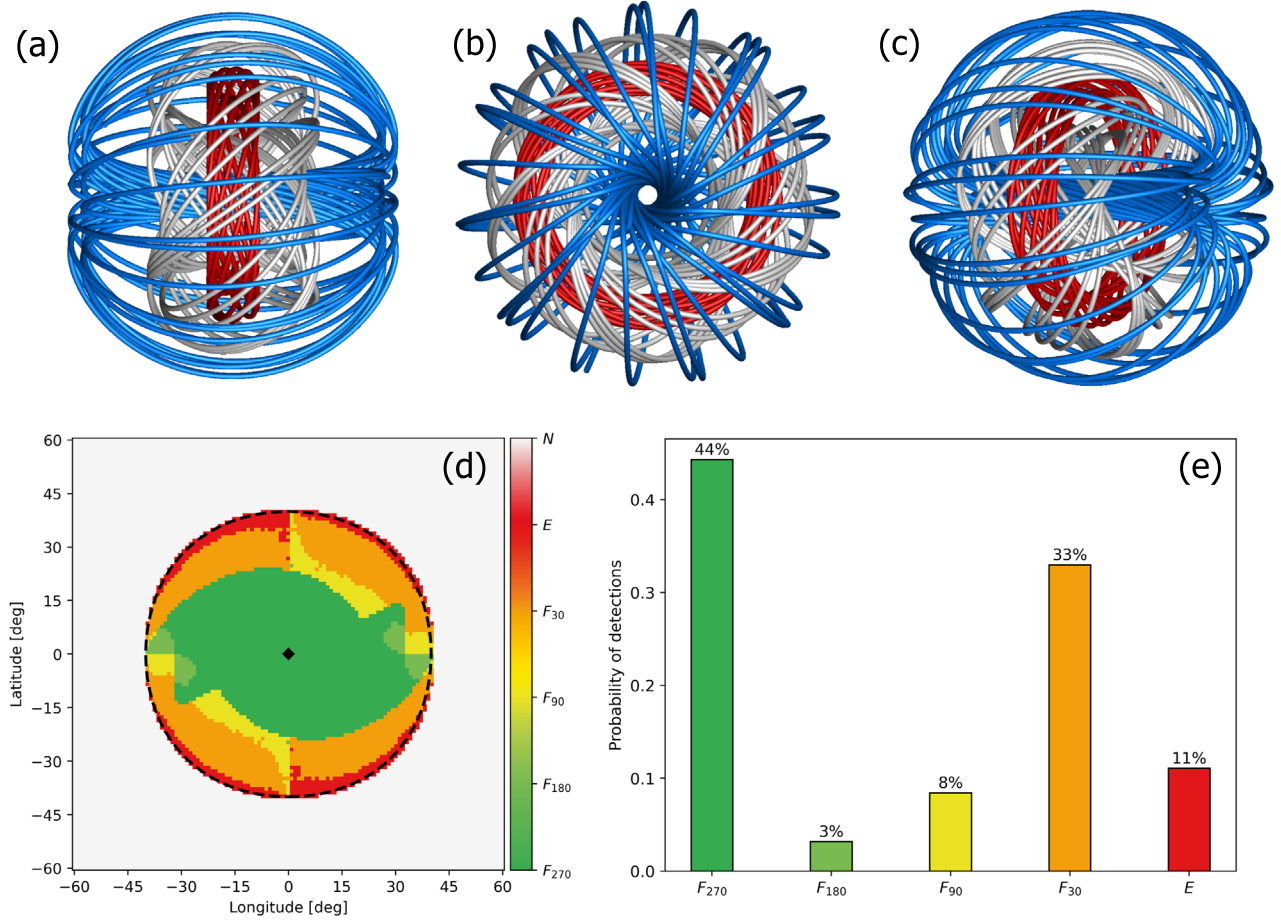 (a)
(b)
(c)
(d)
60
45
30
15
0
−15
−30
−45
−60
Latitude [deg]
−60 −45 −30 −15 0 15 30 45 60
Longitude [deg]
N
E
F30
F90
F180
F270
(e)
Probability of detections
0.4
0.3
0.2
0.1
0.0
44%
3%
8%
33%
11%
F270 F180 F90 F30 E